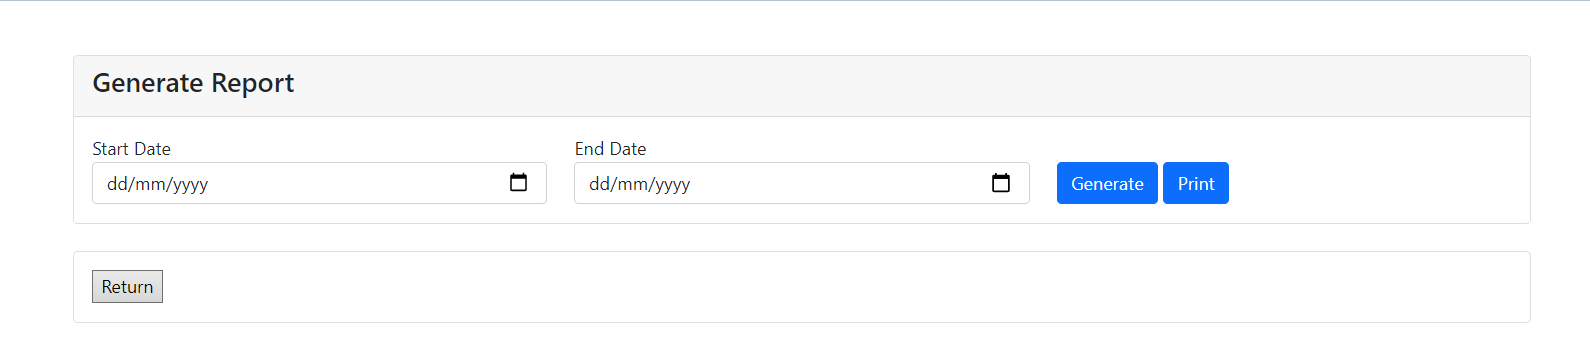 Generate Report
Start Date
End Date
dd/mm/yyyy
dd/mm/yyyy
Generate
Print
Return